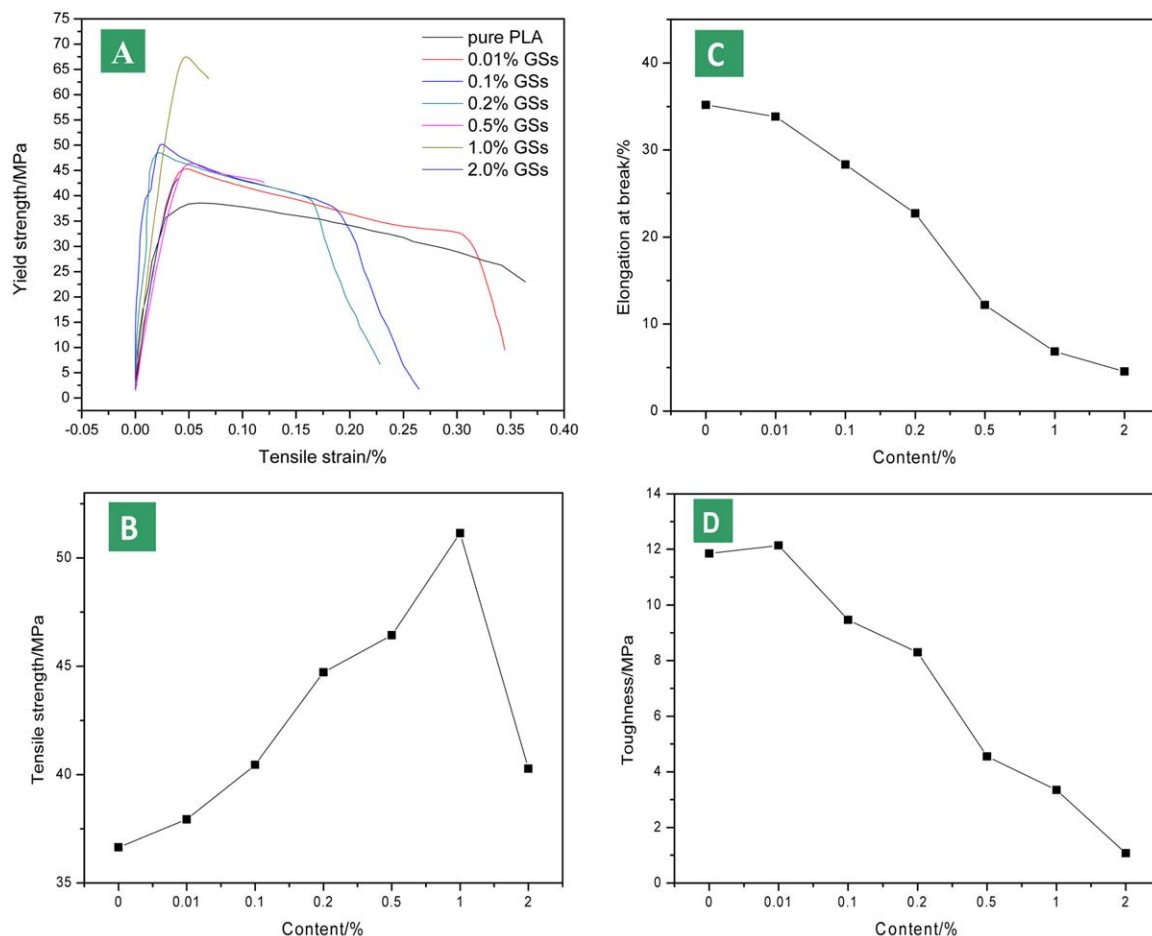 A
pure PLA
0.01% GSs
0.1% GSs
0.2% GSs
0.5% GSs
1.0% GSs
2.0% GSs
75
70
65
60
55
50
45
40
35
30
25
20
15
10
5
0
Yield strength/MPa
-0.05 0.00 0.05 0.10 0.15 0.20 0.25 0.30 0.35 0.40
Tensile strain/%
C
40
30
20
10
0
Elongation at break/%
0 0.01 0.1 0.2 0.5 1 2
Content/%
B
50
45
40
35
Tensile strength/MPa
0 0.01 0.1 0.2 0.5 1 2
Content/%
D
14
12
10
8
6
4
2
0
Toughness/MPa
0 0.01 0.1 0.2 0.5 1 2
Content/%